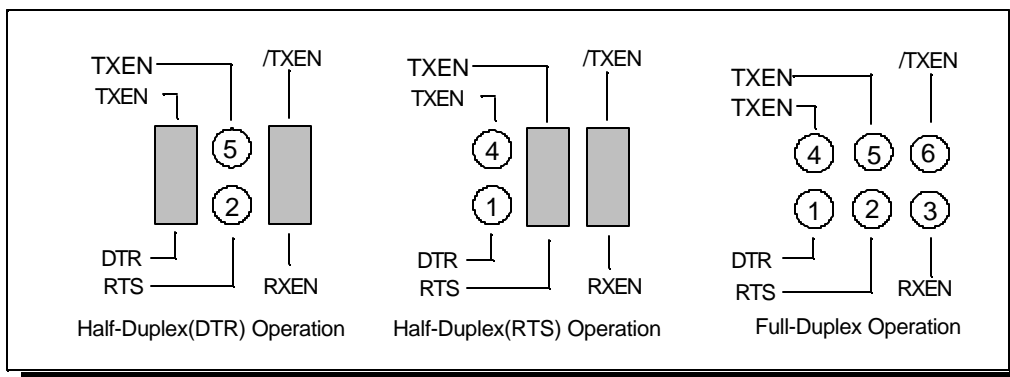 TXEN
/TXEN
TXEN
5
2
DTR
RTS
RXEN
Half-Duplex(DTR) Operation
TXEN
/TXEN
TXEN
4
1
DTR
RTS
RXEN
Half-Duplex(RTS) Operation
/TXEN
TXEN
TXEN
4 5 6
1 2 3
DTR
RTS
RXEN
Full-Duplex Operation